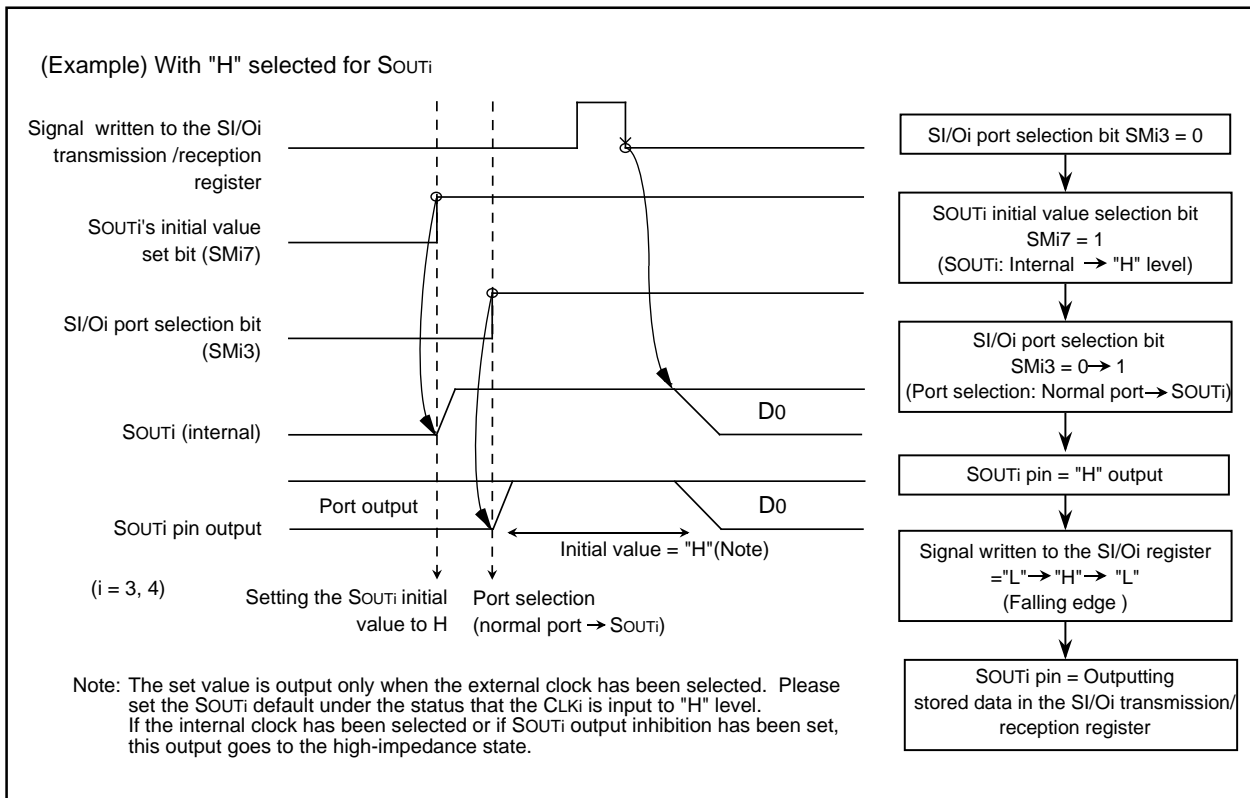 (Example) With "H" selected for SOUTi
Signal written to the SI/Oi
transmission /reception
register
SOUTi's initial value
set bit (SMi7)
SI/Oi port selection bit
(SMi3)
SOUTi (internal)
D0
Port output
D0
SOUTi pin output
Initial value = "H"(Note)
(i = 3, 4)
Setting the SOUTi initial
value to H
Port selection
(normal port → SOUTi)
Note: The set value is output only when the external clock has been selected. Please
set the SOUTi default under the status that the CLKi is input to "H" level.
If the internal clock has been selected or if SOUTi output inhibition has been set,
this output goes to the high-impedance state.
SI/Oi port selection bit SMi3 = 0
SOUTi initial value selection bit
SMi7 = 1
(SOUTi: Internal → "H" level)
SI/Oi port selection bit
SMi3 = 0→ 1
(Port selection: Normal port→ SOUTi)
SOUTi pin = "H" output
Signal written to the SI/Oi register
="L"→ "H"→ "L"
(Falling edge )
SOUTi pin = Outputting
stored data in the SI/Oi transmission/
reception register